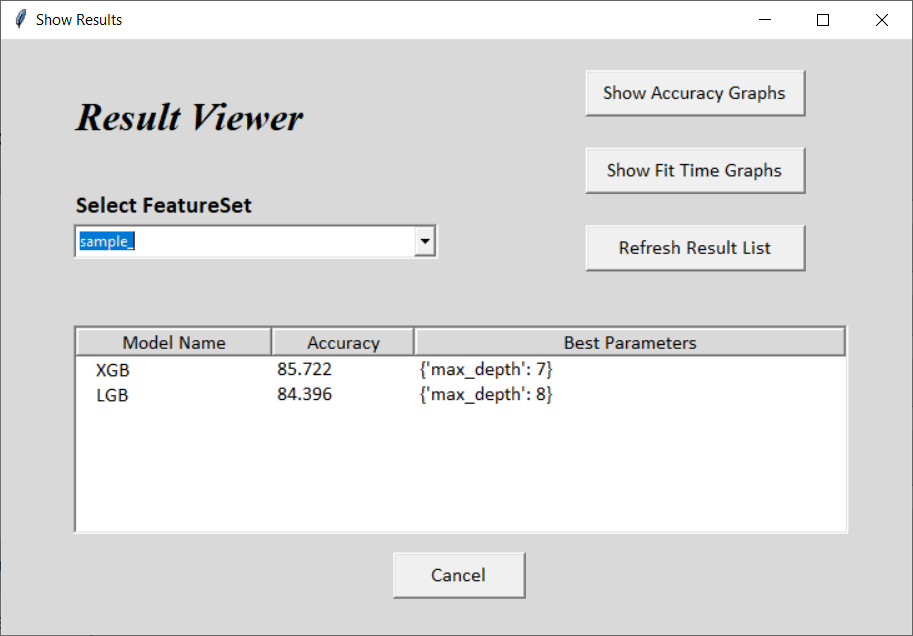 Show Results
Result Viewer
Select FeatureSet
sample_
Show Accuracy Graphs
Show Fit Time Graphs
Refresh Result List
Model Name Accuracy Best Parameters
XGB 85.722 {'max_depth': 7}
LGB 84.396 {'max_depth': 8}
Cancel